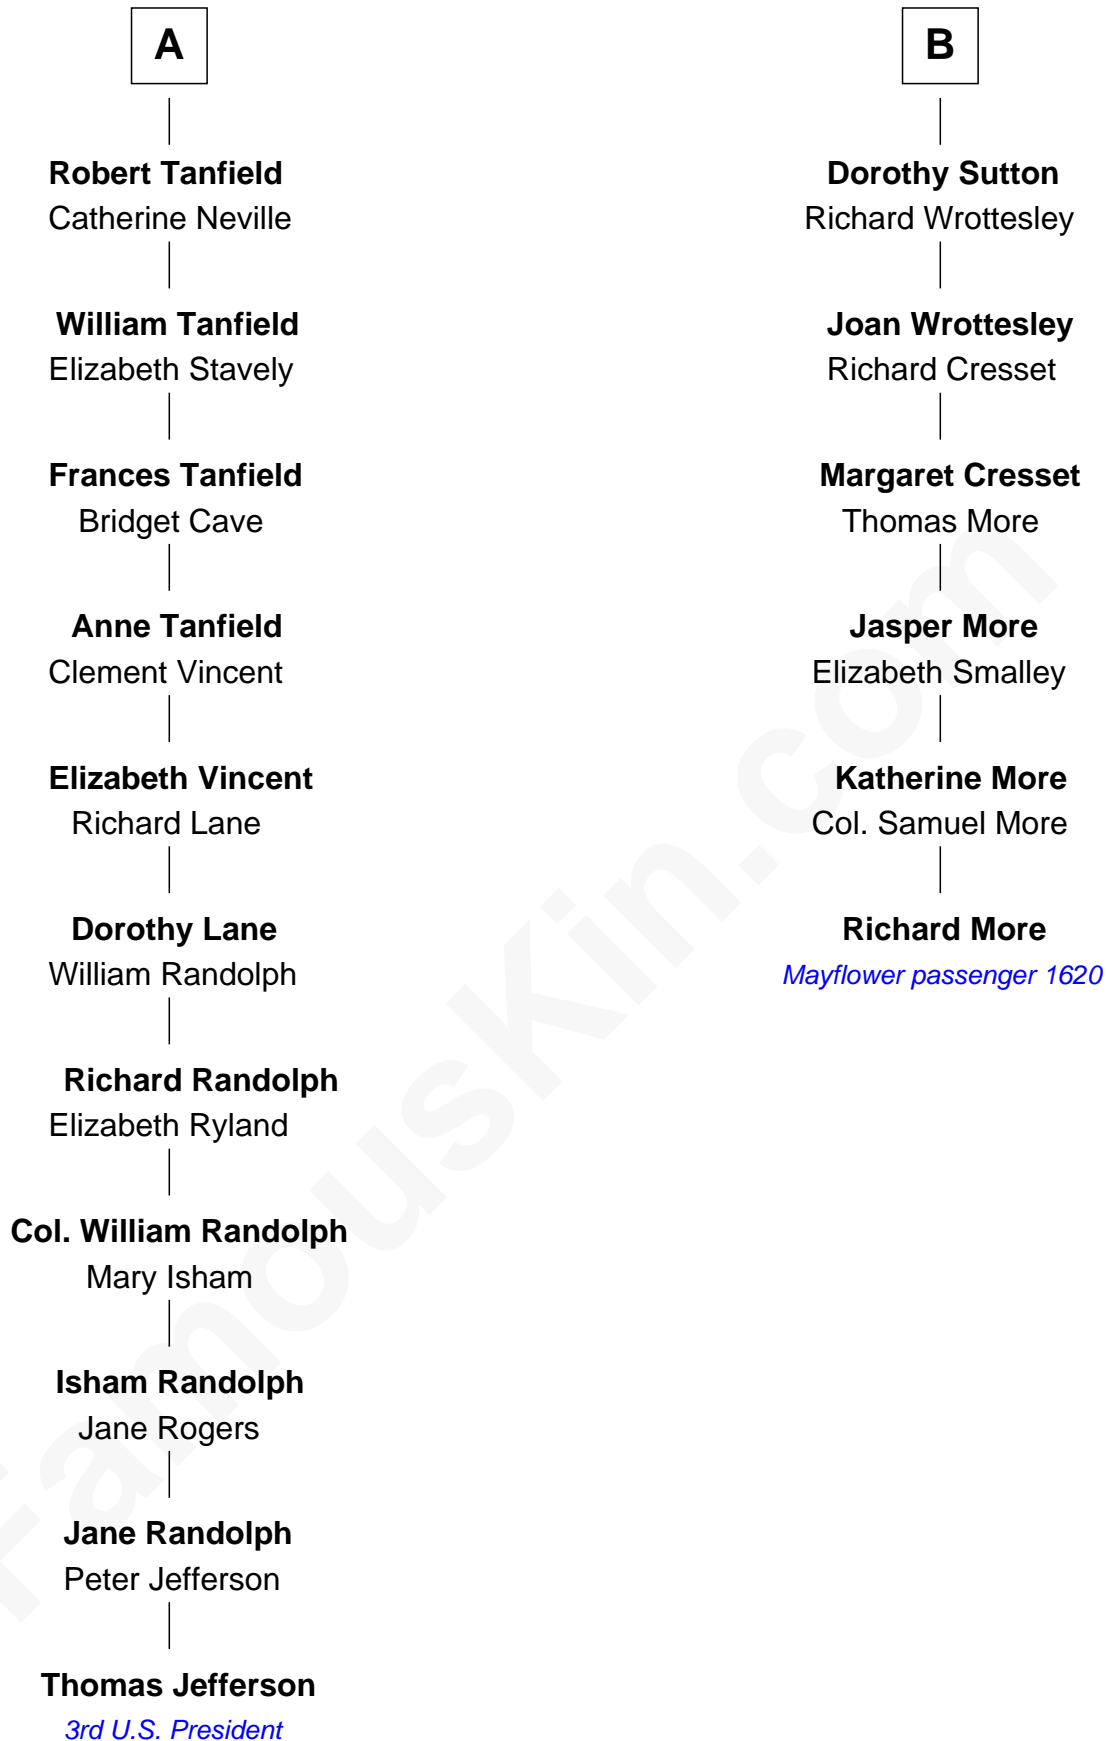 A
Robert Tanfield
Catherine Neville
William Tanfield
Elizabeth Stavely
Frances Tanfield
Bridget Cave
Anne Tanfield
Clement Vincent
Elizabeth Vincent
Richard Lane
Dorothy Lane
William Randolph
Richard Randolph
Elizabeth Ryland
Col. William Randolph
Mary Isham
Isham Randolph
Jane Rogers
Jane Randolph
Peter Jefferson
Thomas Jefferson
3rd U.S. President
B
Dorothy Sutton
Richard Wrottesley
Joan Wrottesley
Richard Cresset
Margaret Cresset
Thomas More
Jasper More
Elizabeth Smalley
Katherine More
Col. Samuel More
Richard More
Mayflower passenger 1620
FamousKin.com